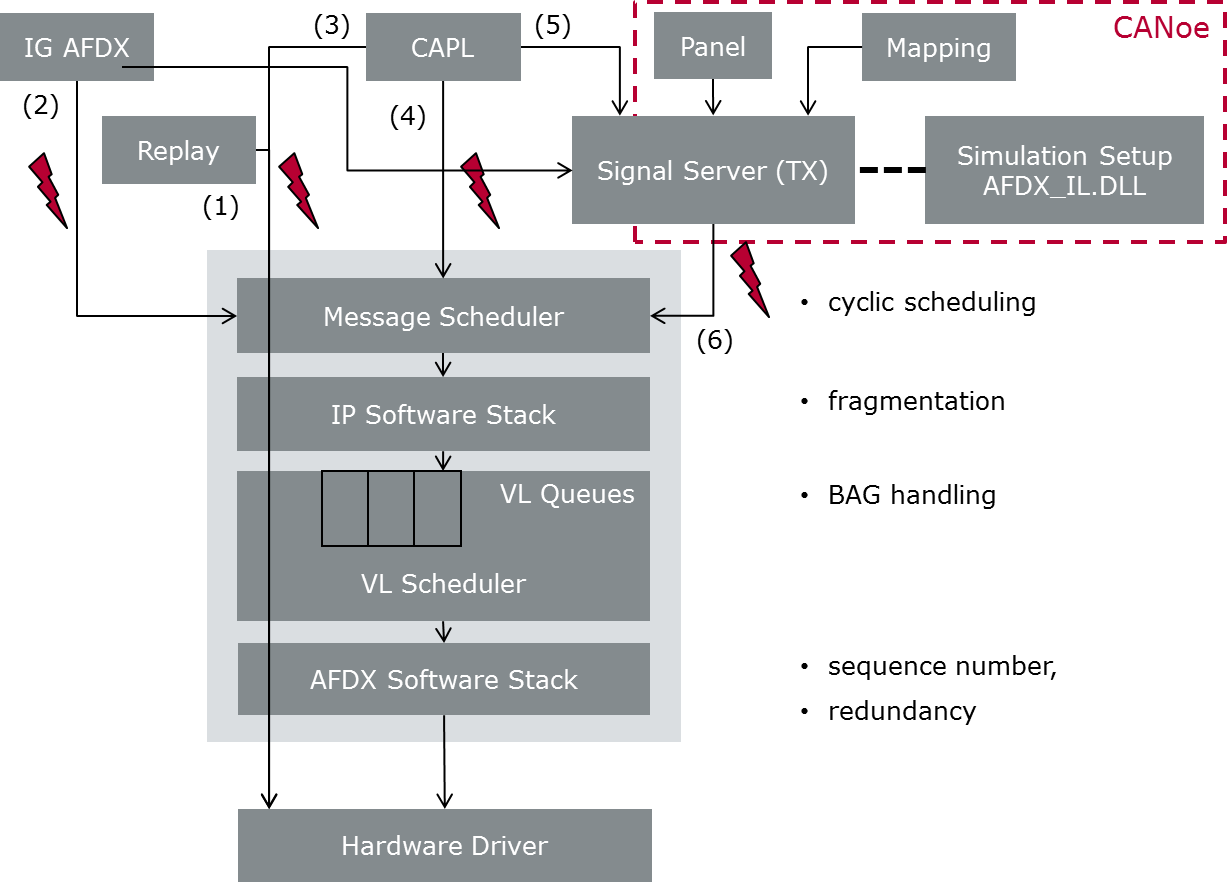 IG AFDX
(3)
CAPL
(5)
Panel
Mapping
CANoe
(2)
(4)
Replay
(1)
Signal Server (TX)
Simulation Setup
AFDX_IL.DLL
Message Scheduler
(6)
• cyclic scheduling
IP Software Stack
• fragmentation
VL Queues
• BAG handling
VL Scheduler
AFDX Software Stack
• sequence number,
• redundancy
Hardware Driver